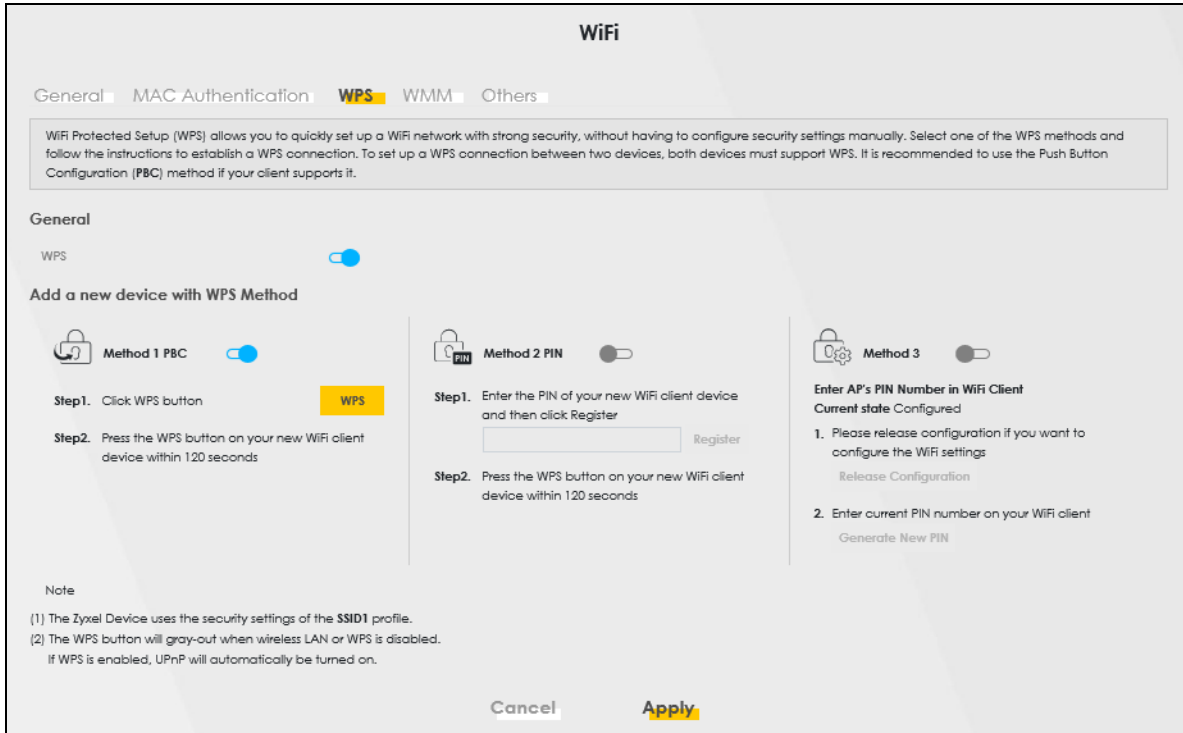 WiFi
General MAC Authentication WPS WMM Others
WiFi Protected Setup (WPS) allows you to quickly set up a WiFi network with strong security, without having to configure security settings manually. Select one of the WPS methods and
follow the instructions to establish a WPS connection. To set up a WPS connection between two devices, both devices must support WPS. It is recommended to use the Push Button
Configuration (PBC) method if your client supports it.
General
WPS
Add a new device with WPS Method
Method 1 PBC
Step1. Click WPS button WPS
Step2. Press the WPS button on your new WiFi client
device within 120 seconds
PIN Method 2 PIN
Step1. Enter the PIN of your new WiFi client device
and then click Register
Register
Step2. Press the WPS button on your new WiFi client
device within 120 seconds
Method 3
Enter AP's PIN Number in WiFi Client
Current state Configured
1. Please release configuration if you want to
configure the WiFi settings
Release Configuration
2. Enter current PIN number on your WiFi client
Generate New PIN
Note
(1) The Zyxel Device uses the security settings of the SSID1 profile.
(2) The WPS button will gray-out when wireless LAN or WPS is disabled.
If WPS is enabled, UPnP will automatically be turned on.
Cancel Apply